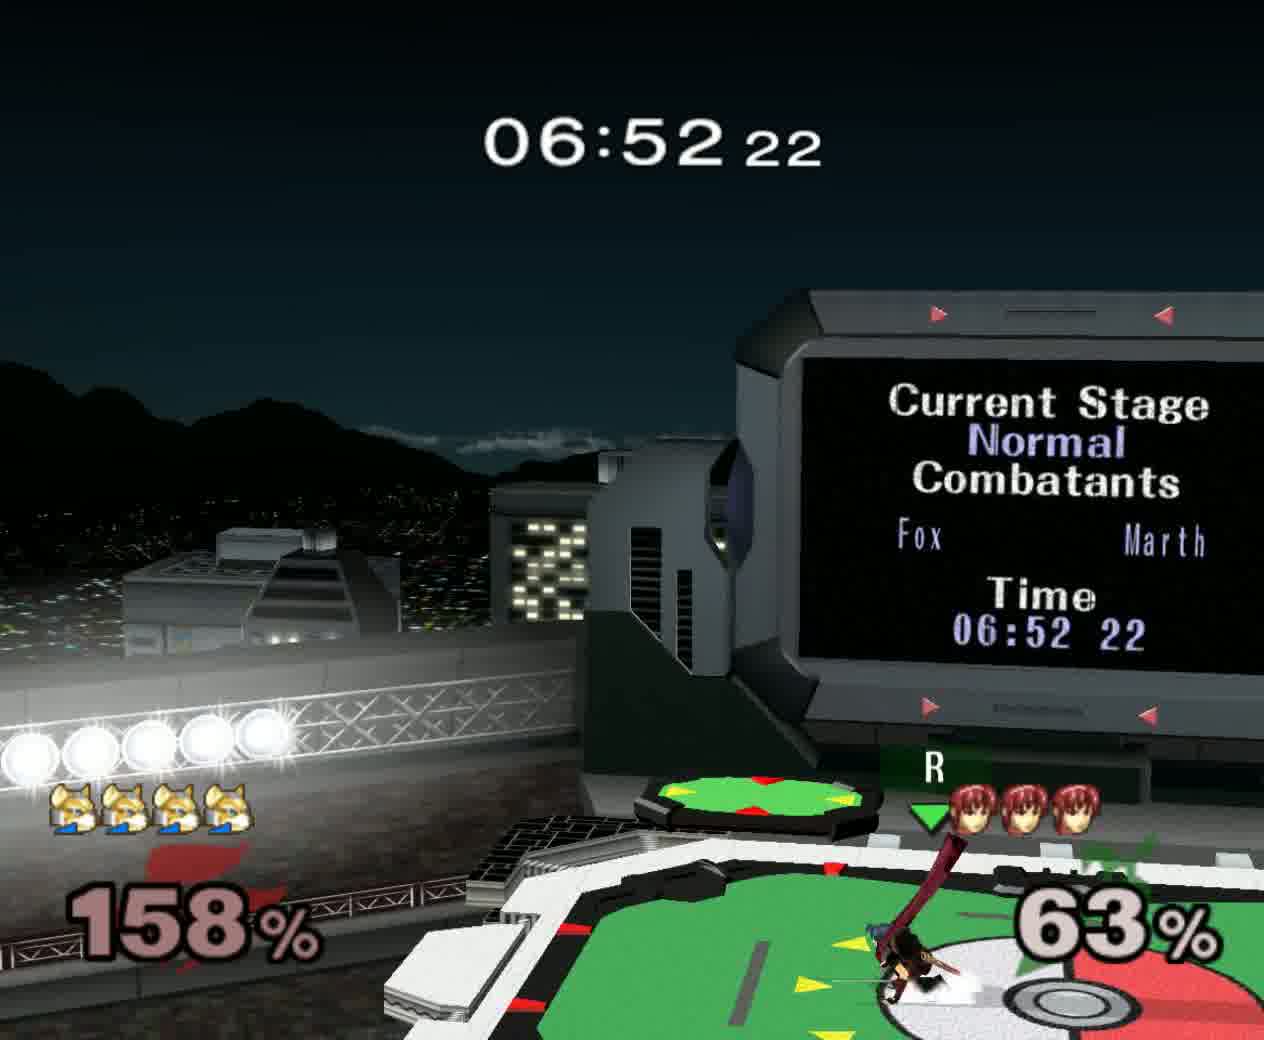 06:52 22
Current Stage
Normal
Combatants
Fox Marth
Time
06:52 22
R
158% 63%